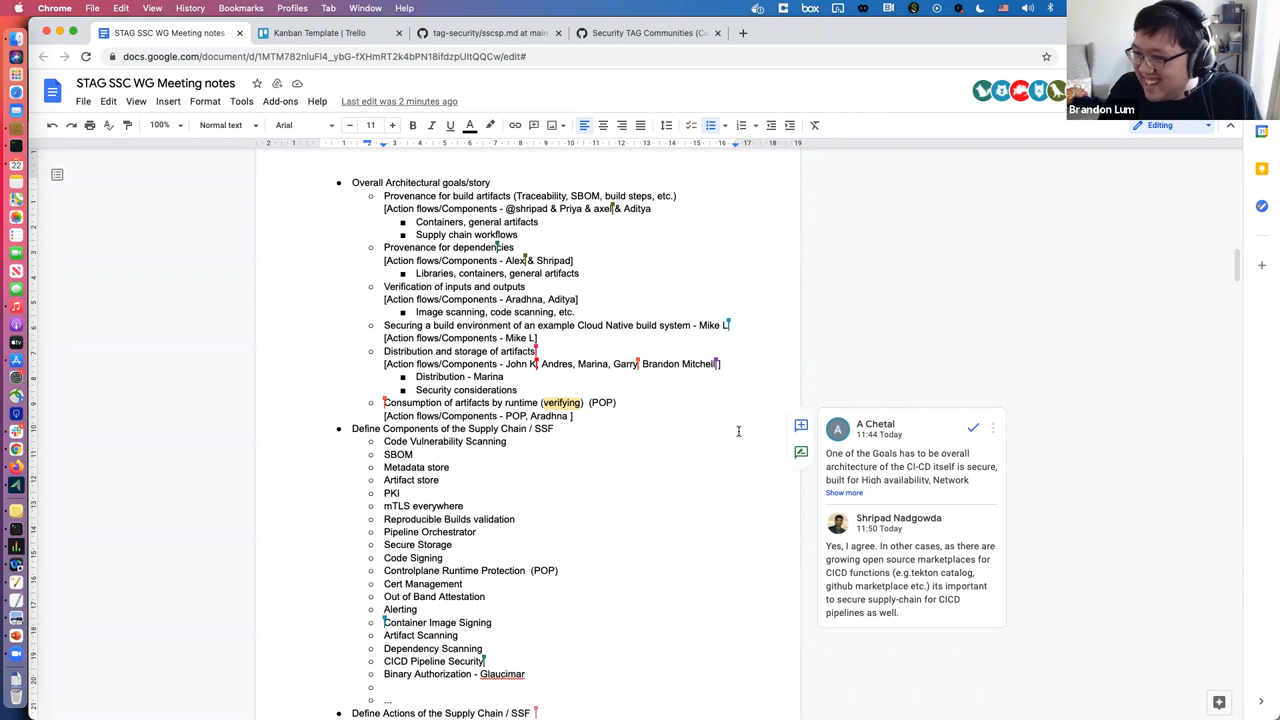 Chrome File Edit View History Bookmarks Profiles Tab Window Help
STAG SSC WG Meeting notes
Kanban Template | Trello
tag-security/sscsp.md at main
Security TAG Communities (Co
docs.google.com/document/d/1MTM782nIuFl4_ybG-fXHmRT2k4bPN18ifdzpUItQQCw/edit#
STAG SSC WG Meeting notes
File Edit View Insert Format Tools Add-ons Help Last edit was 2 minutes ago
100% Normal text Arial 11 Editing
Brandon Lum
Overall Architectural goals/story
Provenance for build artifacts (Traceability, SBOM, build steps, etc.)
[Action flows/Components - @shripad & Priya & axel & Aditya
Containers, general artifacts
Supply chain workflows
Provenance for dependencies
[Action flows/Components - Alex & Shripad]
Libraries, containers, general artifacts
Verification of inputs and outputs
[Action flows/Components - Aradhna, Aditya]
Image scanning, code scanning, etc.
Securing a build environment of an example Cloud Native build system - Mike L
[Action flows/Components - Mike L]
Distribution and storage of artifacts
[Action flows/Components - John K, Andres, Marina, Garry, Brandon Mitchell]
Distribution - Marina
Security considerations
Consumption of artifacts by runtime (verifying) (POP)
[Action flows/Components - POP, Aradhna ]
Define Components of the Supply Chain / SSF
Code Vulnerability Scanning
SBOM
Metadata store
Artifact store
PKI
mTLS everywhere
Reproducible Builds validation
Pipeline Orchestrator
Secure Storage
Code Signing
Controlplane Runtime Protection (POP)
Cert Management
Out of Band Attestation
Alerting
Container Image Signing
Artifact Scanning
Dependency Scanning
CICD Pipeline Security
Binary Authorization - Glaucimar
...
Define Actions of the Supply Chain / SSF
A
A Chetal
11:44 Today
One of the Goals has to be overall
architecture of the CI-CD itself is secure,
built for High availability, Network
Show more
Shripad Nadgowda
11:50 Today
Yes, I agree. In other cases, as there are
growing open source marketplaces for
CICD functions (e.g.tekton catalog,
github marketplace etc.) its important
to secure supply-chain for CICD
pipelines as well.